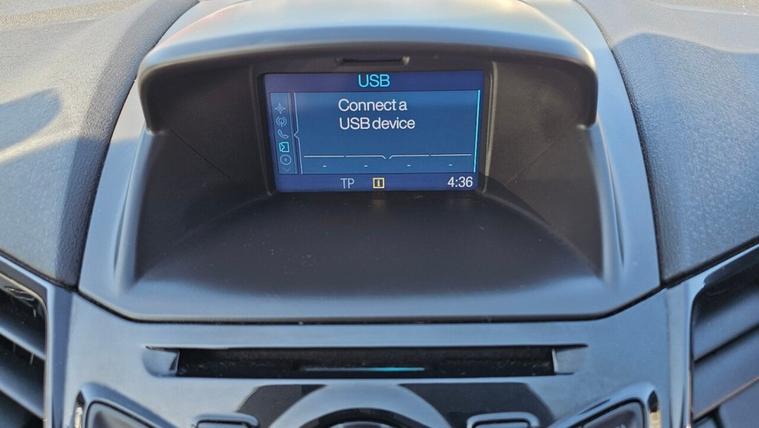 USB
Connect a
USB device
TP i 4:36